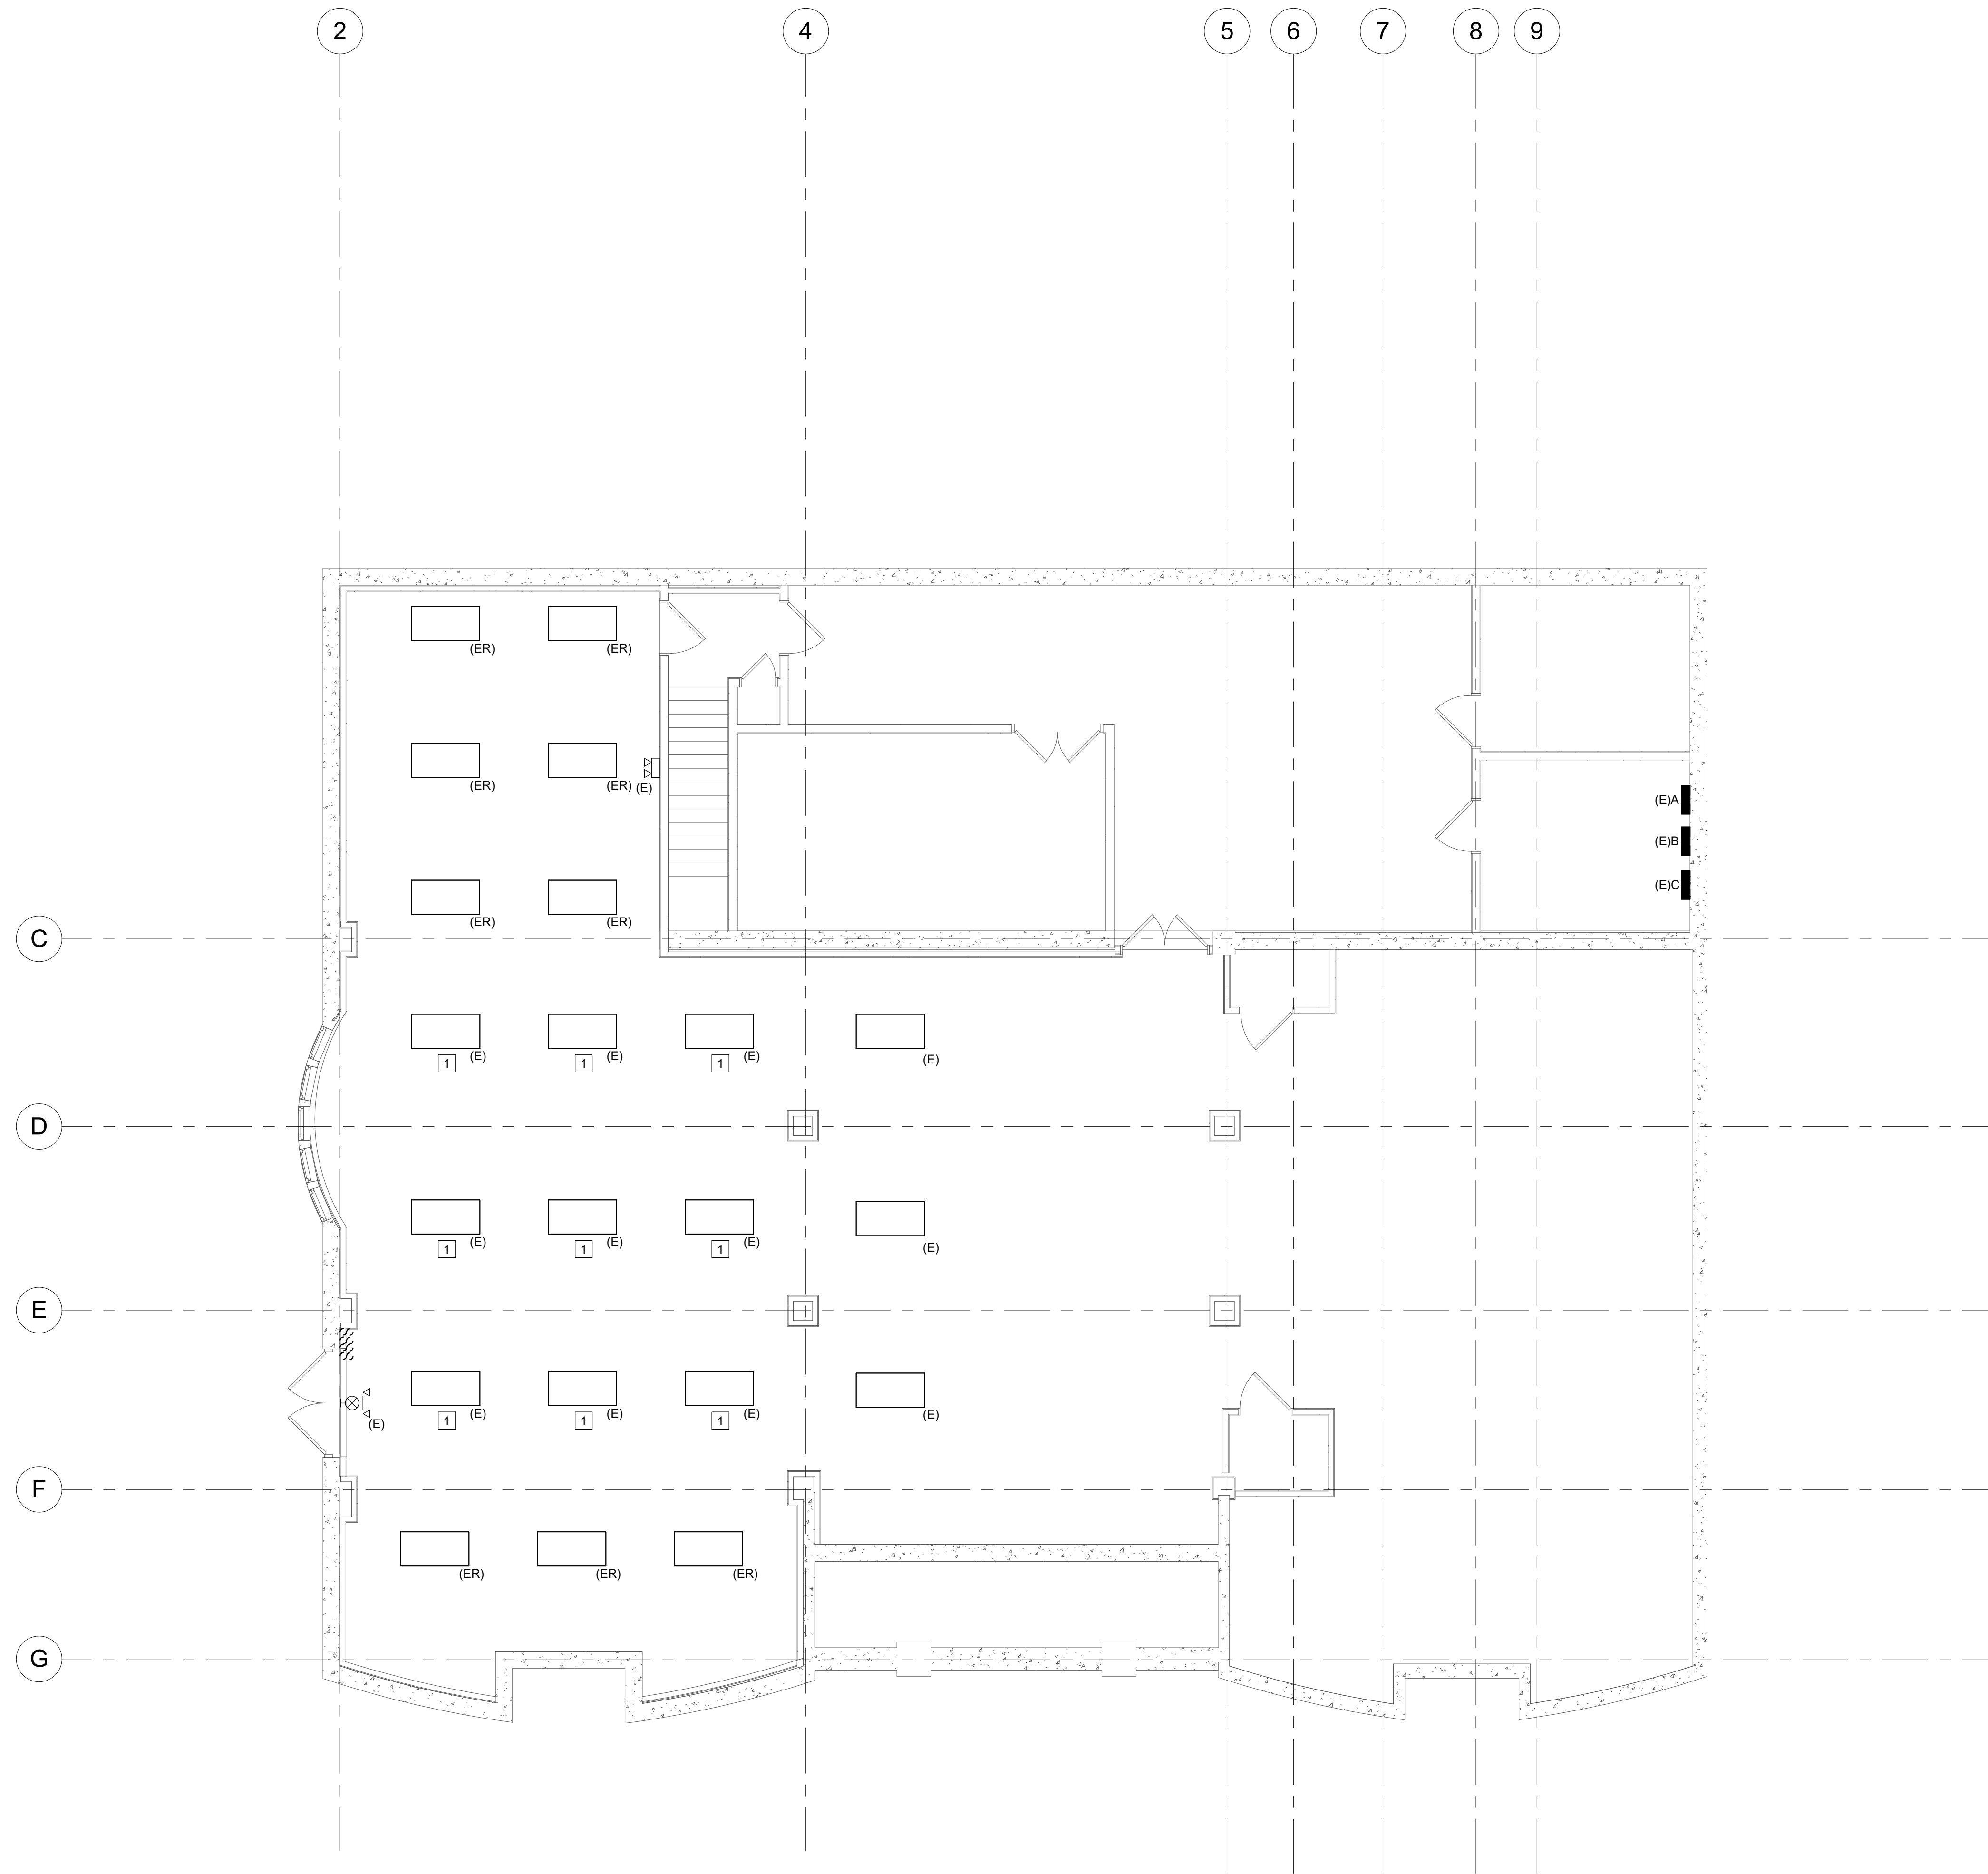 2 4 5 6 7 8 9
(ER) (ER)
(ER) (ER) (E)
(E)A
(E)B
(E)C
(ER) (ER)
C
(E) (E) (E) (E)
1 1 1
D
(E) (E) (E) (E)
1 1 1
E
(E) (E) (E) (E)
1 1 1
(E)
F
(ER) (ER) (ER)
G